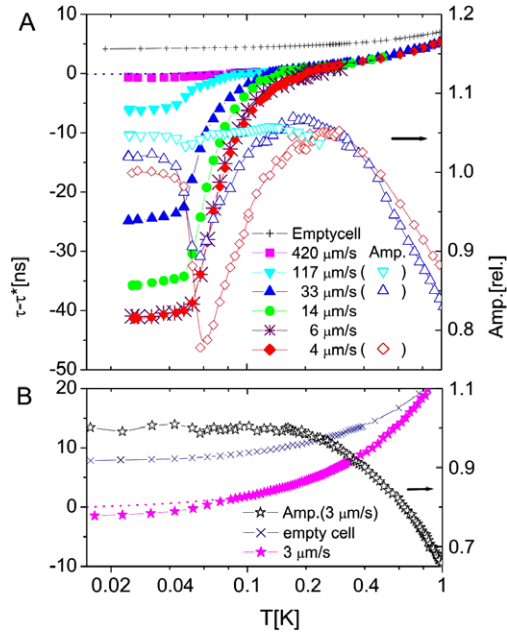 A
10
0
-10
-20
-30
-40
-50
τ-τ*[ns]
1.2
1.1
1.0
0.9
0.8
Amp.[rel.]
Emptycell
420 μm/s Amp.
117 μm/s ( )
33 μm/s ( )
14 μm/s
6 μm/s
4 μm/s ( )
B
20
10
0
-10
1.1
1.0
0.9
0.8
0.7
Amp.(3 μm/s)
empty cell
3 μm/s
0.02 0.04 0.1 0.2 0.4 1
T[K]